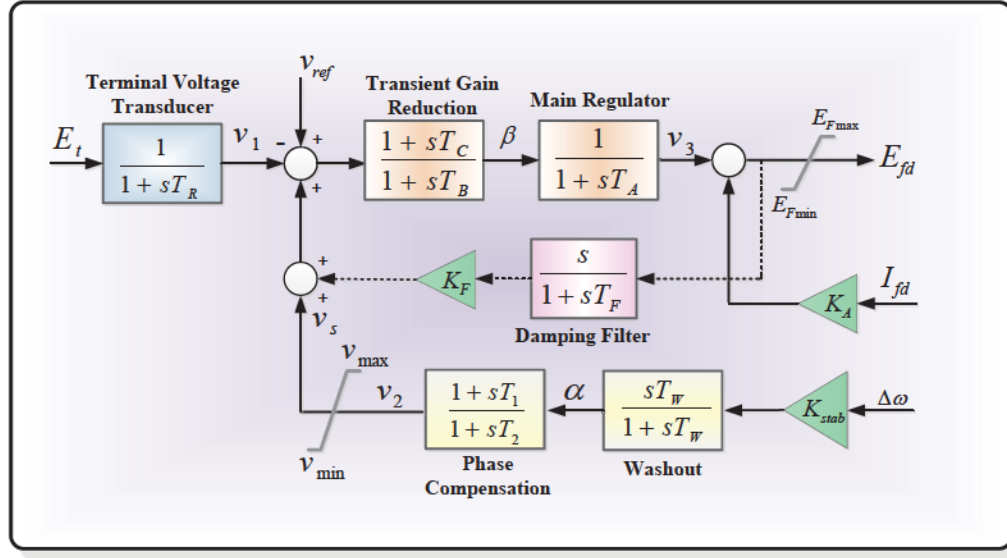 Terminal Voltage
Transducer
E_t
1
1 + sT_R
v_1
v_ref
-
+
+
Transient Gain
Reduction
1 + sT_C
1 + sT_B
β
Main Regulator
1
1 + sT_A
v_3
E_Fmax
E_fd
E_Fmin
K_F
s
1 + sT_F
Damping Filter
+
+
v_s
K_A
I_fd
v_max
v_min
v_2
1 + sT_1
1 + sT_2
Phase
Compensation
α
sT_W
1 + sT_W
Washout
K_stab
Δω